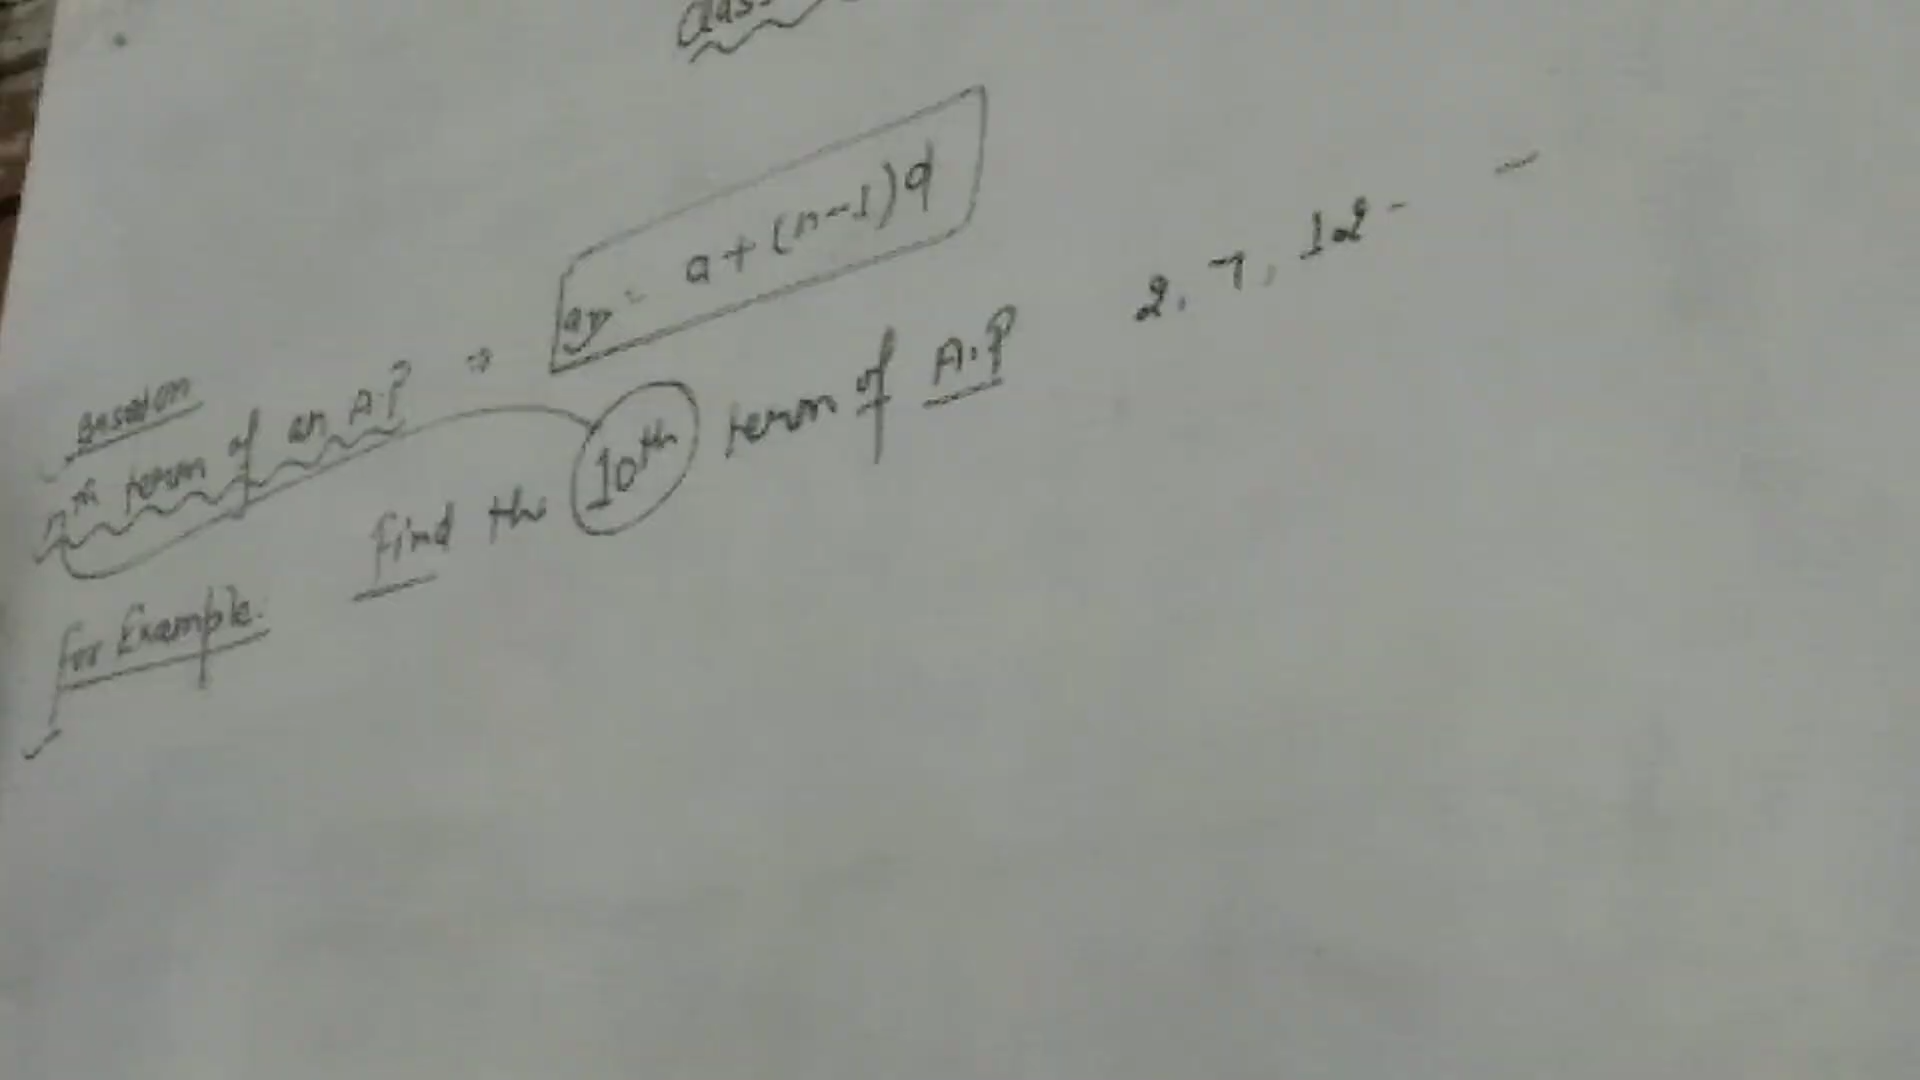 Based on
nth term of an A.P ⇒ an = a + (n-1)d
For Example. Find the 10th term of A.P 2, 7, 12 - -